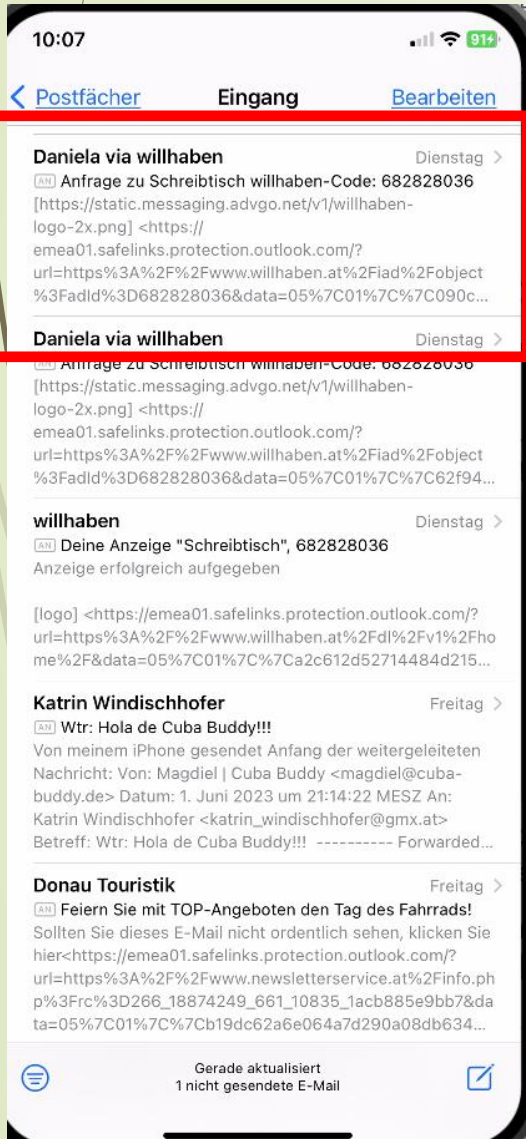 10:07
91
Postfächer Eingang Bearbeiten
Daniela via willhaben Dienstag
AN Anfrage zu Schreibtisch willhaben-Code: 682828036
[https://static.messaging.advgo.net/v1/willhaben-
logo-2x.png] <https://
emea01.safelinks.protection.outlook.com/?
url=https%3A%2F%2Fwww.willhaben.at%2Fiad%2Fobject
%3FadId%3D682828036&data=05%7C01%7C%7C090c...
Daniela via willhaben Dienstag
AN Anfrage zu Schreibtisch willhaben-Code: 682828036
[https://static.messaging.advgo.net/v1/willhaben-
logo-2x.png] <https://
emea01.safelinks.protection.outlook.com/?
url=https%3A%2F%2Fwww.willhaben.at%2Fiad%2Fobject
%3FadId%3D682828036&data=05%7C01%7C%7C62f94...
willhaben Dienstag
AN Deine Anzeige "Schreibtisch", 682828036
Anzeige erfolgreich aufgegeben
[logo] <https://emea01.safelinks.protection.outlook.com/?
url=https%3A%2F%2Fwww.willhaben.at%2Fdl%2Fv1%2Fho
me%2F&data=05%7C01%7C%7Ca2c612d52714484d215...
Katrin Windischhofer Freitag
AN Wtr: Hola de Cuba Buddy!!!
Von meinem iPhone gesendet Anfang der weitergeleiteten
Nachricht: Von: Magdiel | Cuba Buddy <magdiel@cuba-
buddy.de> Datum: 1. Juni 2023 um 21:14:22 MESZ An:
Katrin Windischhofer <katrin_windischhofer@gmx.at>
Betreff: Wtr: Hola de Cuba Buddy!!! ---------- Forwarded...
Donau Touristik Freitag
AN Feiern Sie mit TOP-Angeboten den Tag des Fahrrads!
Sollten Sie dieses E-Mail nicht ordentlich sehen, klicken Sie
hier<https://emea01.safelinks.protection.outlook.com/?
url=https%3A%2F%2Fwww.newsletterservice.at%2Finfo.ph
p%3Frc%3D266_18874249_661_10835_1acb885e9bb7&da
ta=05%7C01%7C%7Cb19dc62a6e064a7d290a08db634...
Gerade aktualisiert
1 nicht gesendete E-Mail